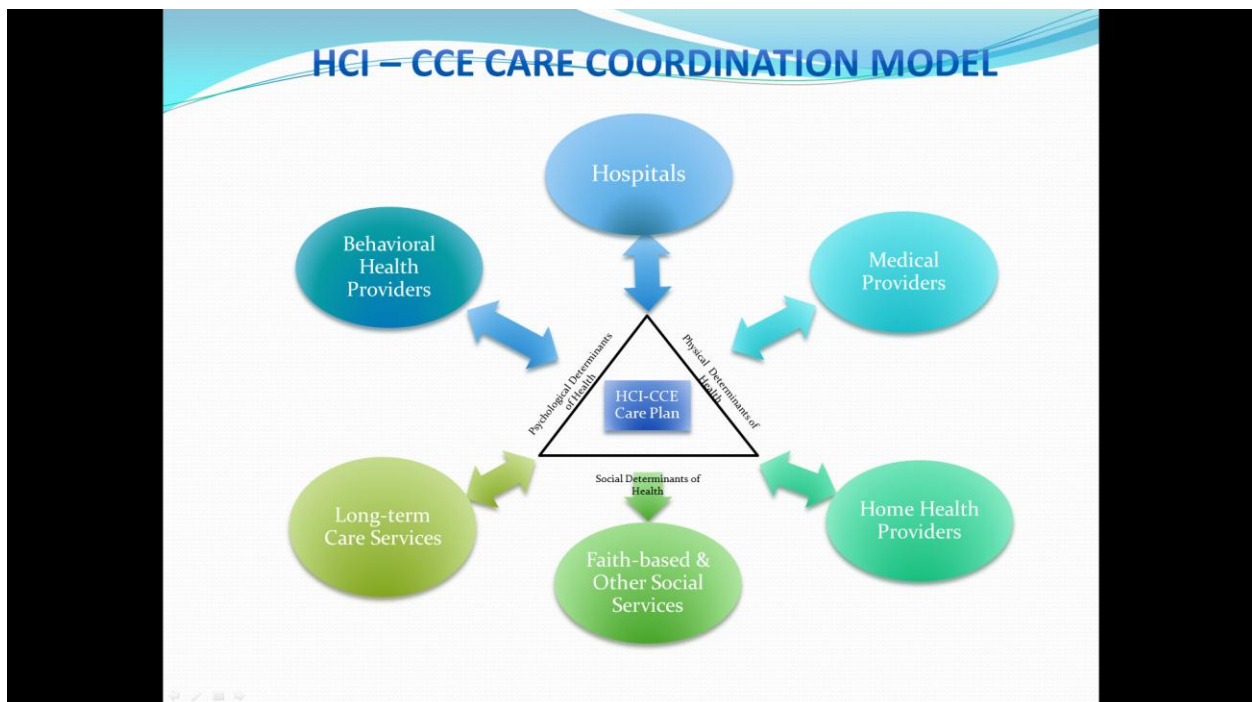 HCI – CCE CARE COORDINATION MODEL
Hospitals
Behavioral
Health
Providers
Medical
Providers
Psychological Determinants
of Health
Physical Determinants of
Health
HCI-CCE
Care Plan
Social Determinants of
Health
Long-term
Care Services
Faith-based &
Other Social
Services
Home Health
Providers